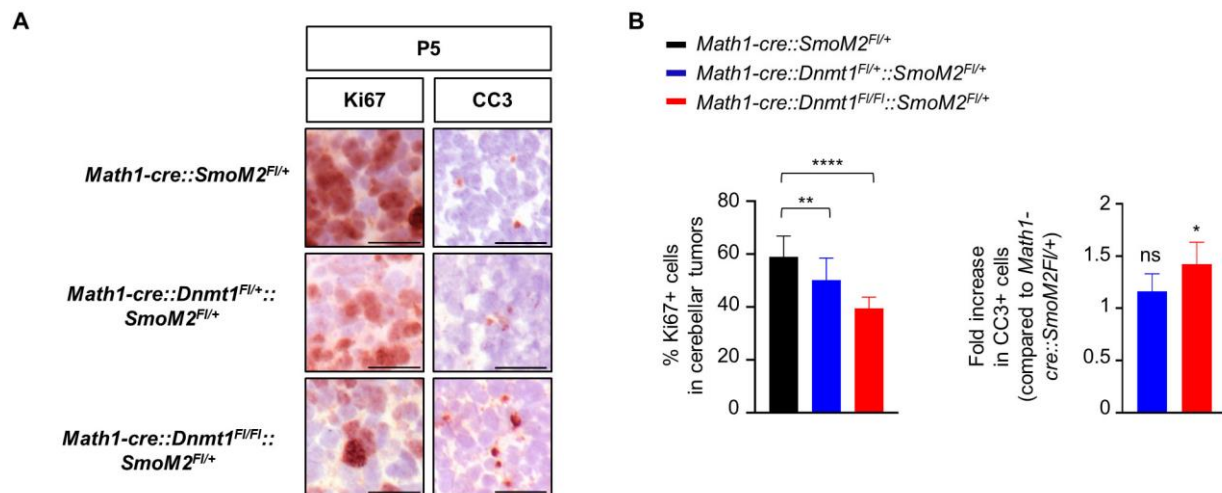 A
P5
Ki67
CC3
Math1-cre::SmoM2Fl/+
Math1-cre::Dnmt1Fl/+::
SmoM2Fl/+
Math1-cre::Dnmt1Fl/Fl::
SmoM2Fl/+
B
Math1-cre::SmoM2Fl/+
Math1-cre::Dnmt1Fl/+::SmoM2Fl/+
Math1-cre::Dnmt1Fl/Fl::SmoM2Fl/+
% Ki67+ cells
in cerebellar tumors
80
60
40
60
20
0
****
**
Fold increase
in CC3+ cells
(compared to Math1-
cre::SmoM2Fl/+)
2
1.5
1
0.5
0
ns
*